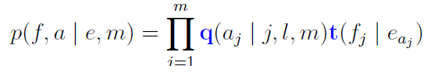 p(f, a | e, m) = ∏_{j=1}^{m} q(a_j | j, l, m)t(f_j | e_{a_j})